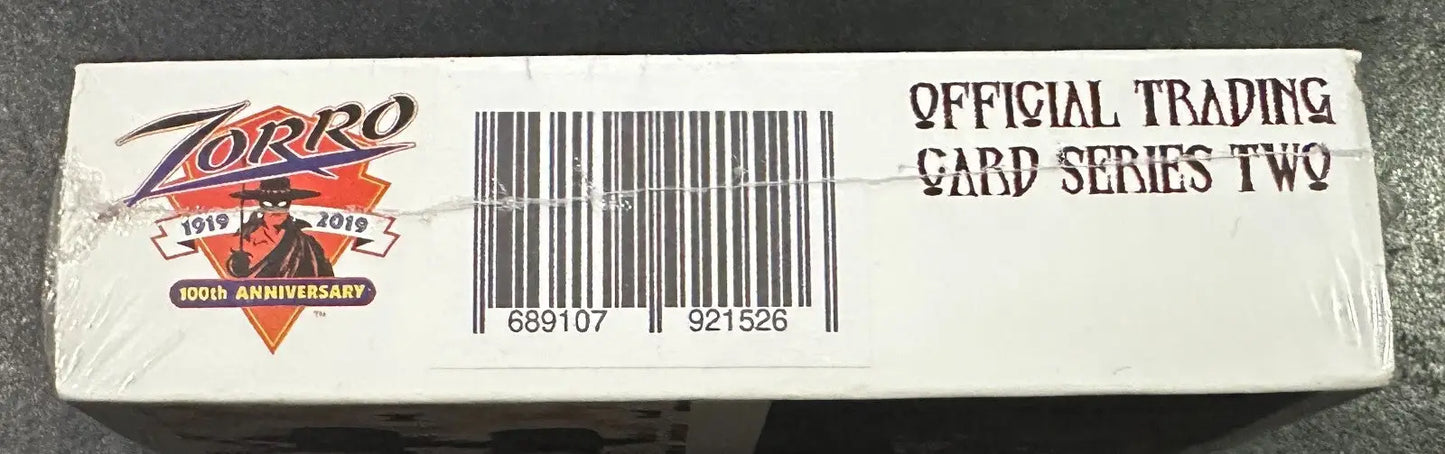 ZORRO
1919 2019
100th ANNIVERSARY
TM
689107 921526
OFFICIAL TRADING
CARD SERIES TWO